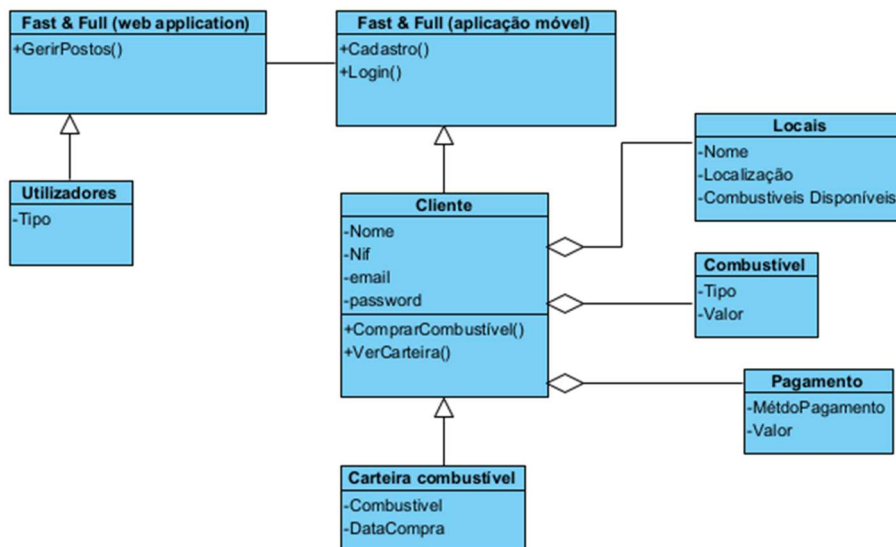 Fast & Full (web application)
+GerirPostos()
Fast & Full (aplicação móvel)
+Cadastro()
+Login()
Utilizadores
-Tipo
Cliente
-Nome
-Nif
-email
-password
+ComprarCombustível()
+VerCarteira()
Locais
-Nome
-Localização
-Combustiveis Disponíveis
Combustível
-Tipo
-Valor
Pagamento
-MétdoPagamento
-Valor
Carteira combustível
-Combustivel
-DataCompra